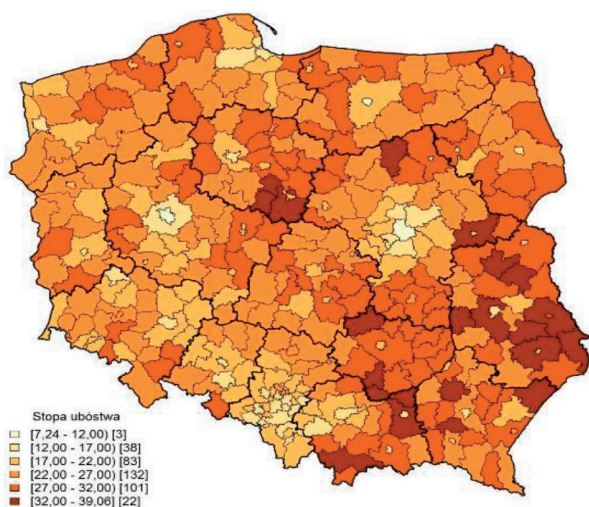 Stopa ubóstwa
[7,24 - 12,00) [3]
[12,00 - 17,00) [38]
[17,00 - 22,00) [83]
[22,00 - 27,00) [132]
[27,00 - 32,00) [101]
[32,00 - 39,06] [22]